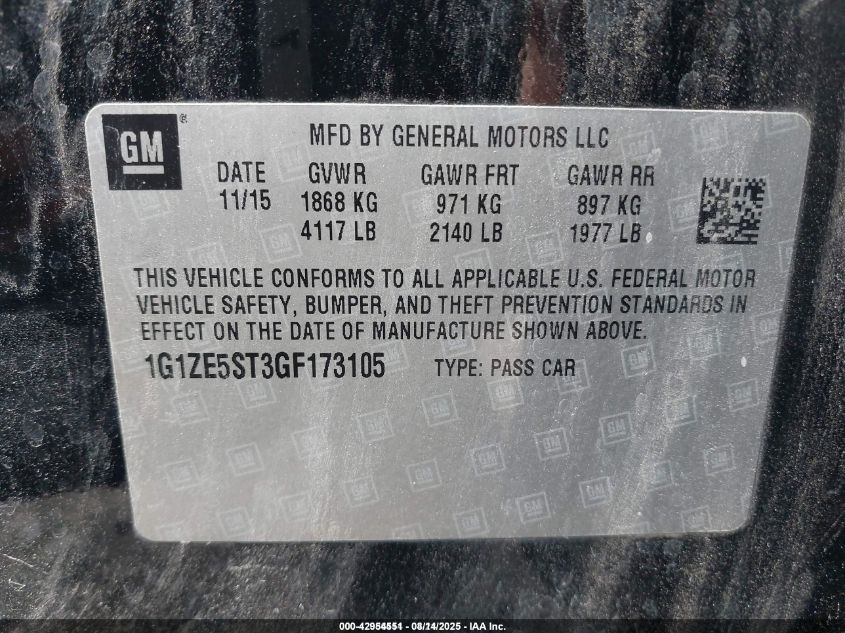 GM®
MFD BY GENERAL MOTORS LLC
DATE GVWR GAWR FRT GAWR RR
11/15 1868 KG 971 KG 897 KG
4117 LB 2140 LB 1977 LB
THIS VEHICLE CONFORMS TO ALL APPLICABLE U.S. FEDERAL MOTOR
VEHICLE SAFETY, BUMPER, AND THEFT PREVENTION STANDARDS IN
EFFECT ON THE DATE OF MANUFACTURE SHOWN ABOVE.
1G1ZE5ST3GF173105 TYPE: PASS CAR
000-42954551 - 08/14/2025 - IAA Inc.